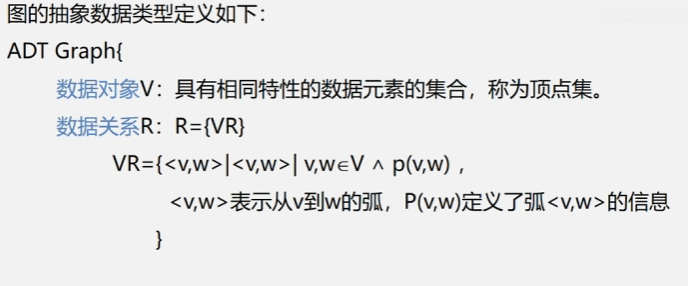 图的抽象数据类型定义如下：
ADT Graph{
数据对象V：具有相同特性的数据元素的集合，称为顶点集。
数据关系R：R={VR}
VR={<v,w>|<v,w>| v,w∈V ∧ p(v,w) ，
<v,w>表示从v到w的弧，P(v,w)定义了弧<v,w>的信息
}